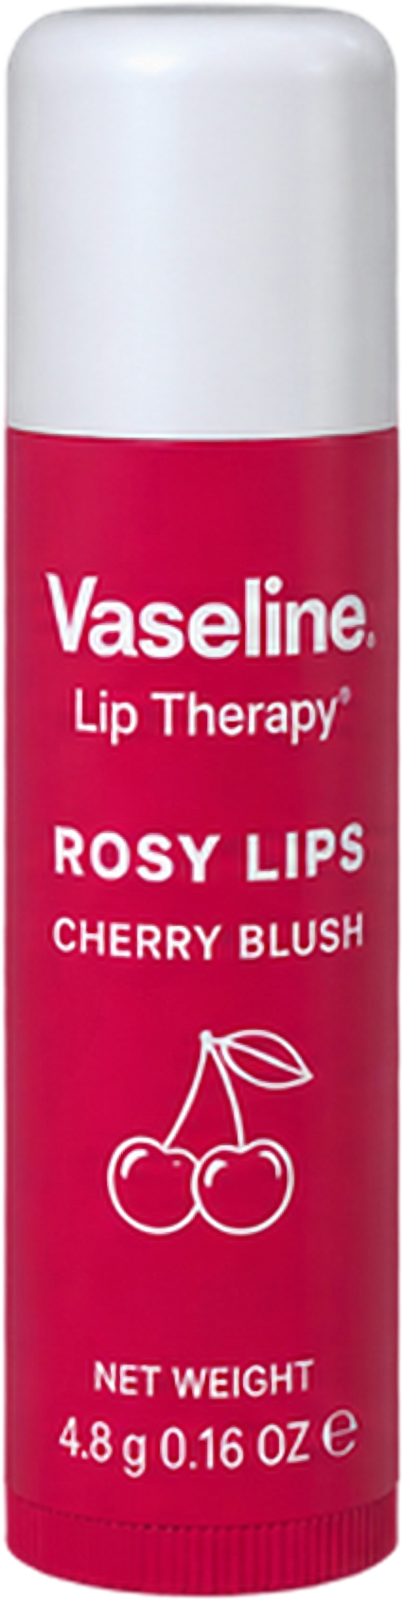 Vaseline®
Lip Therapy®
ROSY LIPS
CHERRY BLUSH
NET WEIGHT
4.8 g 0.16 OZ ℮